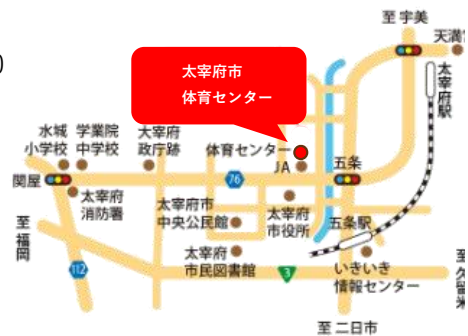 至 宇美
天満宮
)
太宰府市
体育センター
太宰府駅
水城
小学校
学業院
中学校
大宰府
政庁跡
体育センター
JA
五条
関屋
76
太宰府
消防署
太宰府市
中央公民館
太宰府
市役所
五条駅
至 福岡
太宰府
市民図書館
いきいき
情報センター
至 久留米
112
3
至 二日市